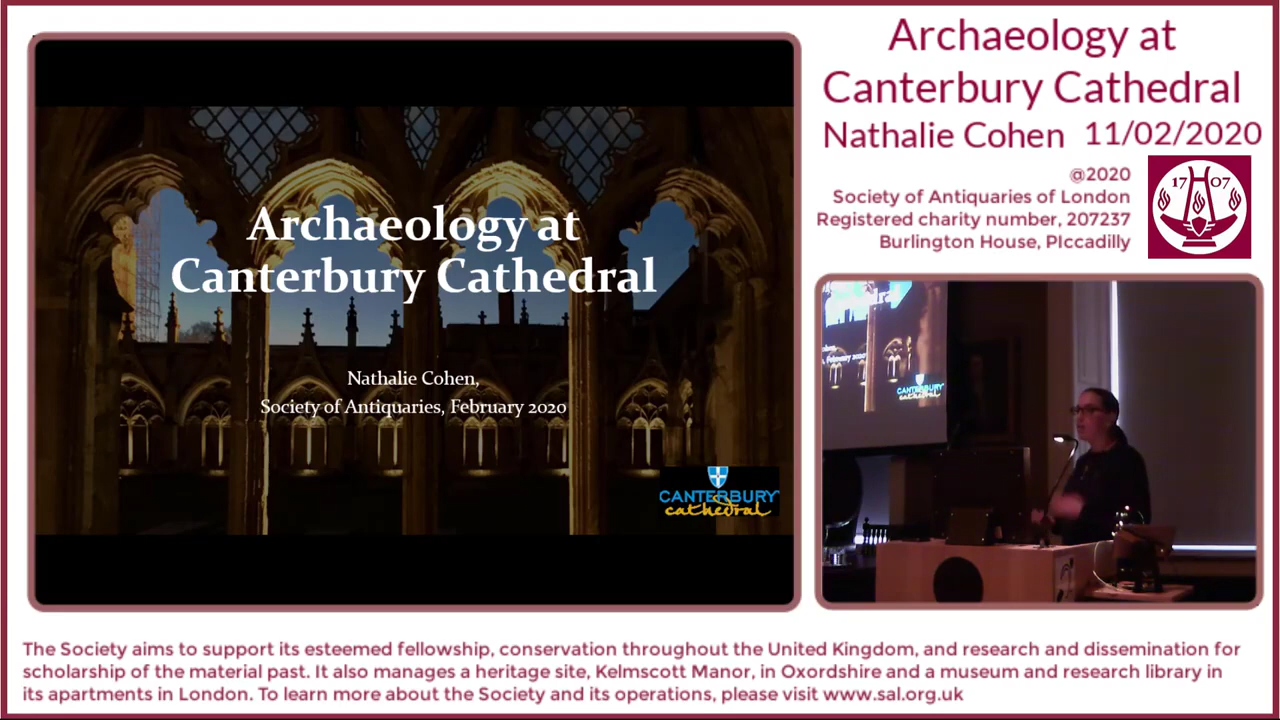 Archaeology at
Canterbury Cathedral
Nathalie Cohen,
Society of Antiquaries, February 2020
CANTERBURY
cathedral
Archaeology at
Canterbury Cathedral
Nathalie Cohen 11/02/2020
@2020
Society of Antiquaries of London
Registered charity number, 207237
Burlington House, PIccadilly
17 07
CANTERBURY
cathedral
The Society aims to support its esteemed fellowship, conservation throughout the United Kingdom, and research and dissemination for
scholarship of the material past. It also manages a heritage site, Kelmscott Manor, in Oxordshire and a museum and research library in
its apartments in London. To learn more about the Society and its operations, please visit www.sal.org.uk